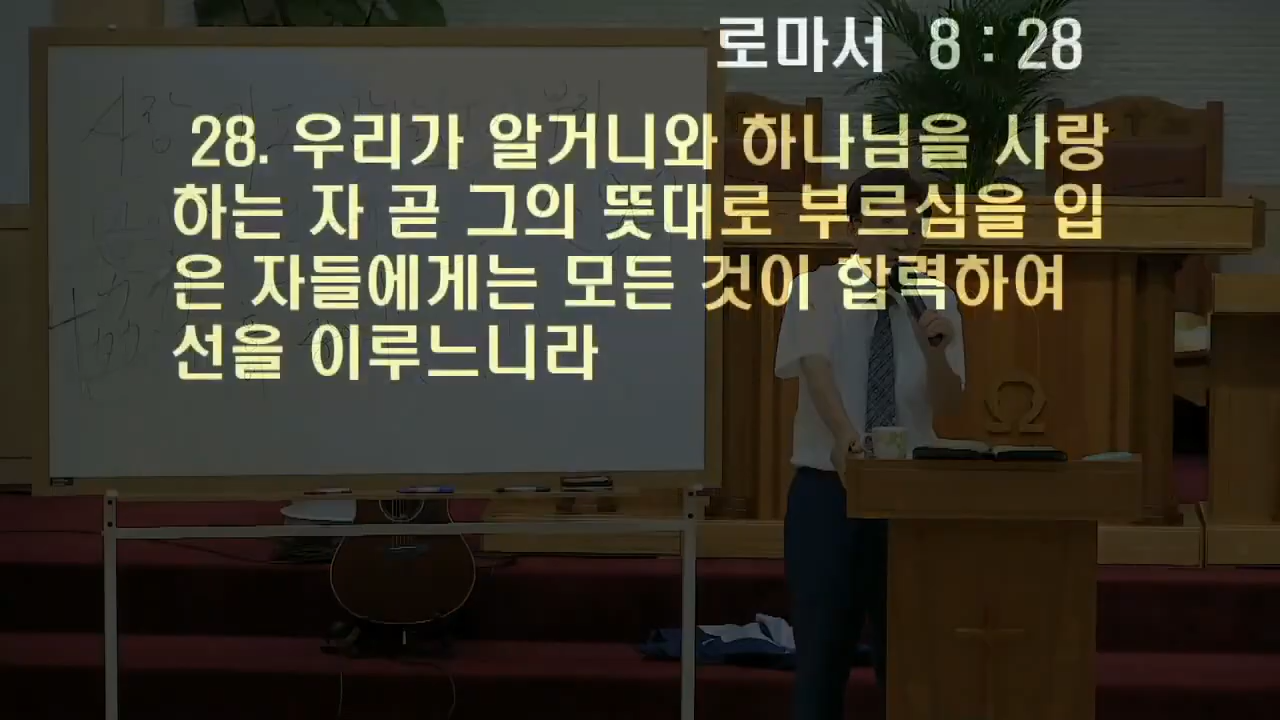 로마서 8 : 28
28. 우리가 알거니와 하나님을 사랑
하는 자 곧 그의 뜻대로 부르심을 입
은 자들에게는 모든 것이 합력하여
선을 이루느니라